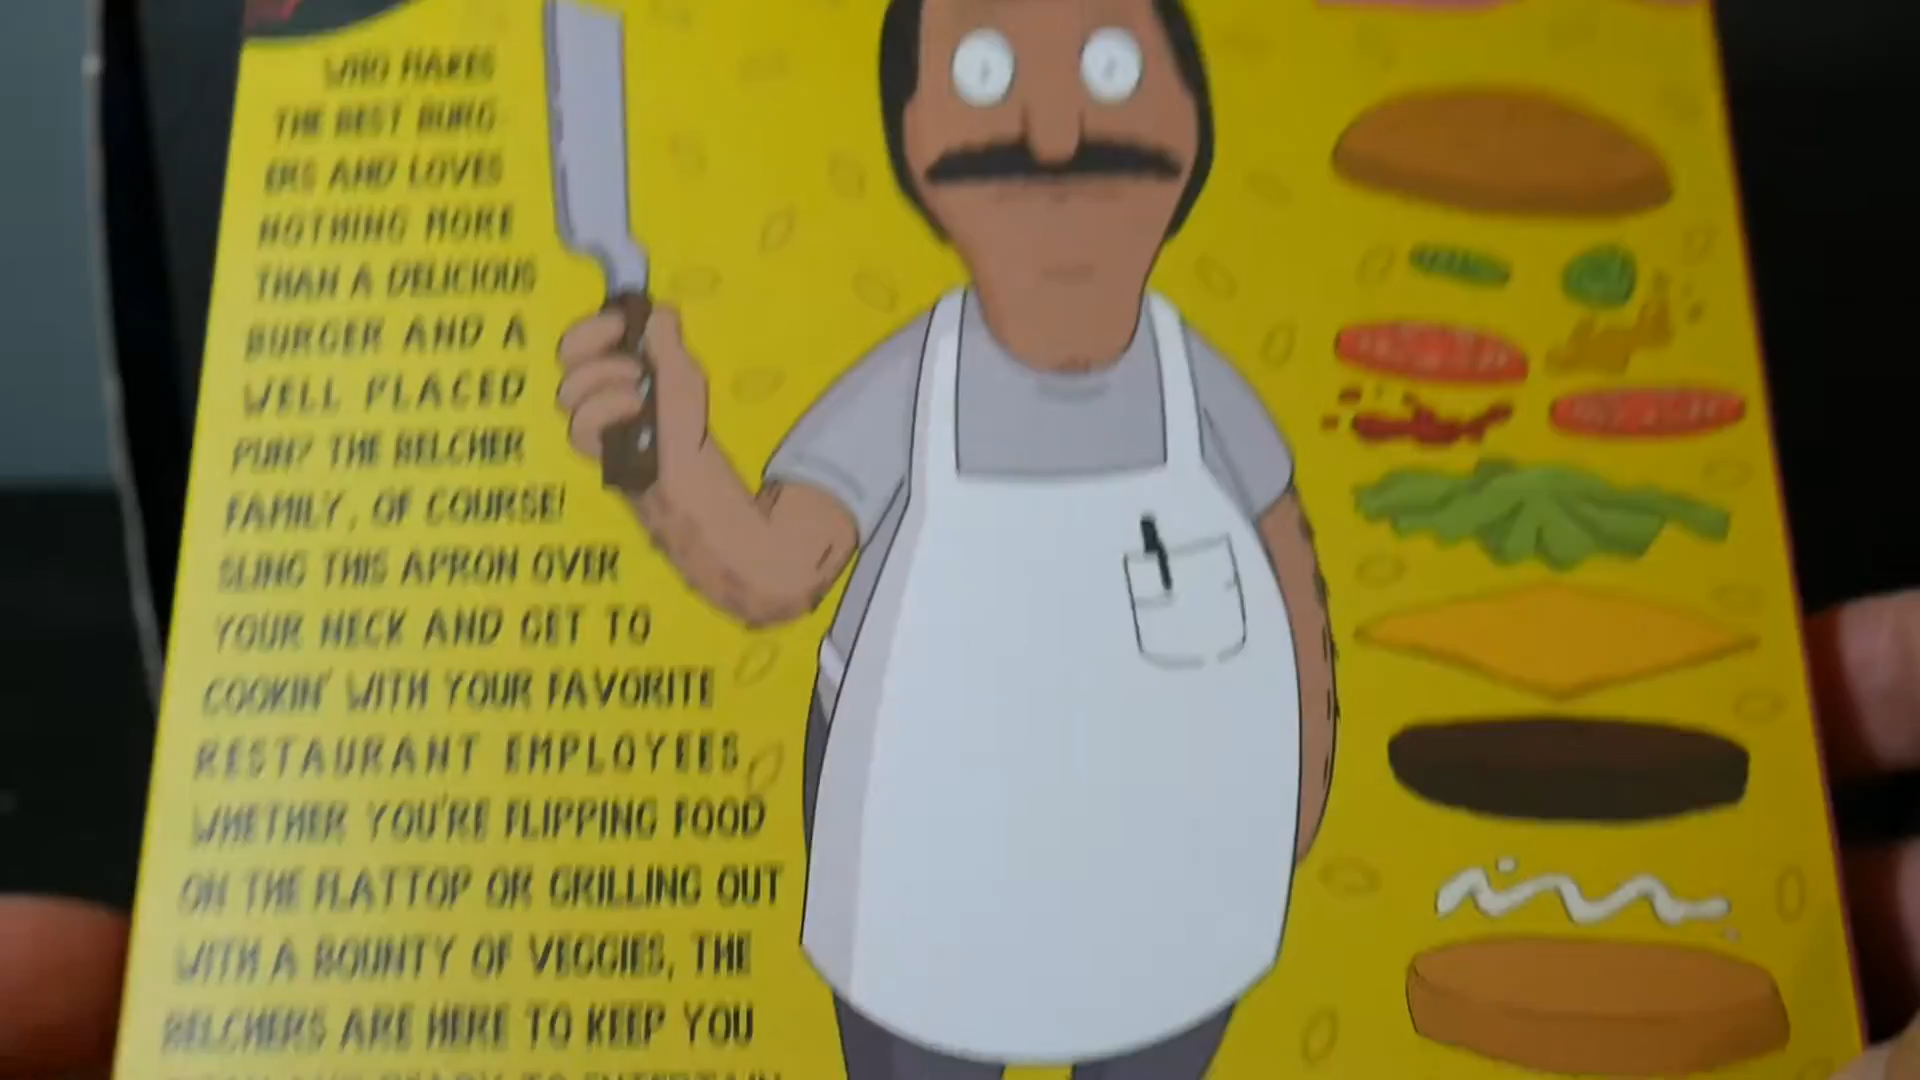 WHO MAKES
THE BEST BURG-
ERS AND LOVES
NOTHING MORE
THAN A DELICIOUS
BURGER AND A
WELL PLACED
PUN? THE BELCHER
FAMILY, OF COURSE!
SLING THIS APRON OVER
YOUR NECK AND GET TO
COOKIN' WITH YOUR FAVORITE
RESTAURANT EMPLOYEES
WHETHER YOU'RE FLIPPING FOOD
ON THE FLATTOP OR GRILLING OUT
WITH A BOUNTY OF VEGGIES, THE
BELCHERS ARE HERE TO KEEP YOU
READY TO ENTERTAIN